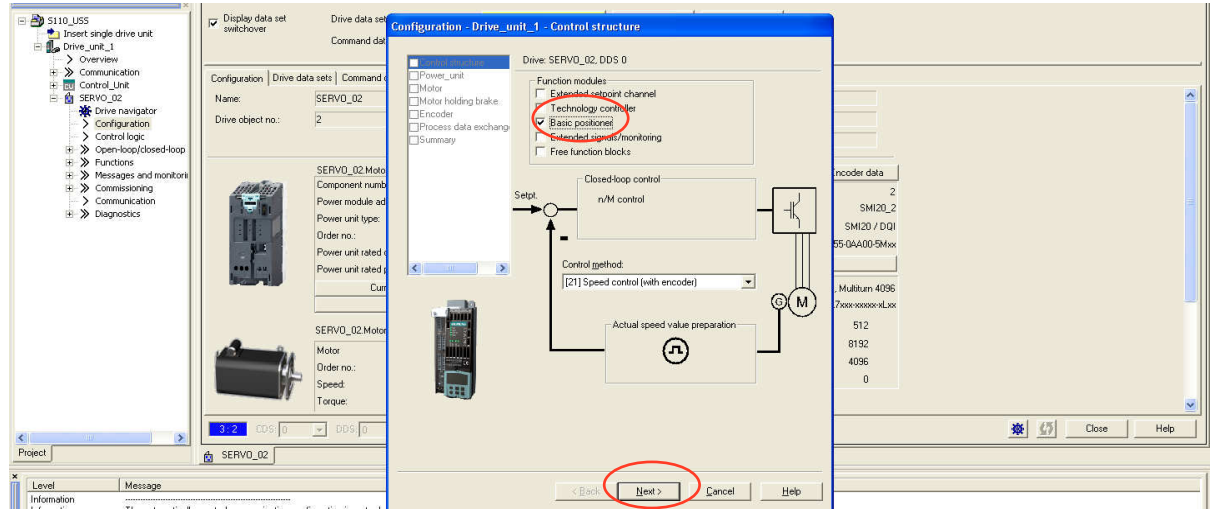 S110_USS
Insert single drive unit
Drive_unit_1
Overview
Communication
Control_Unit
SERVO_02
Drive navigator
Configuration
Control logic
Open-loop/closed-loop
Functions
Messages and monitori
Commissioning
Communication
Diagnostics
Project
Display data set
switchover
Drive data set
Command dat
Configuration Drive data sets Command
Name: SERVO_02
Drive object no.: 2
SERVO_02.Moto
Component numb
Power module ad
Power unit type:
Order no.:
Power unit rated
Power unit rated p
Curr
SERVO_02.Motor
Motor
Order no.:
Speed:
Torque:
3:2 CDS: 0 DDS: 0
SERVO_02
Configuration - Drive_unit_1 - Control structure
Control structure
Power_unit
Motor
Motor holding brake
Encoder
Process data exchang
Summary
Drive: SERVO_02, DDS 0
Function modules
Extended setpoint channel
Technology controller
Basic positioner
Extended signals/monitoring
Free function blocks
Closed-loop control
Setpt.
n/M control
Control method:
[21] Speed control (with encoder)
G M
Actual speed value preparation
< Back Next > Cancel Help
ncoder data
2
SMI20_2
SMI20 / DQI
55-0AA00-5Mxx
, Multiturn 4096
7xxx-xxxxx-xLxx
512
8192
4096
0
Close Help
Level Message
Information